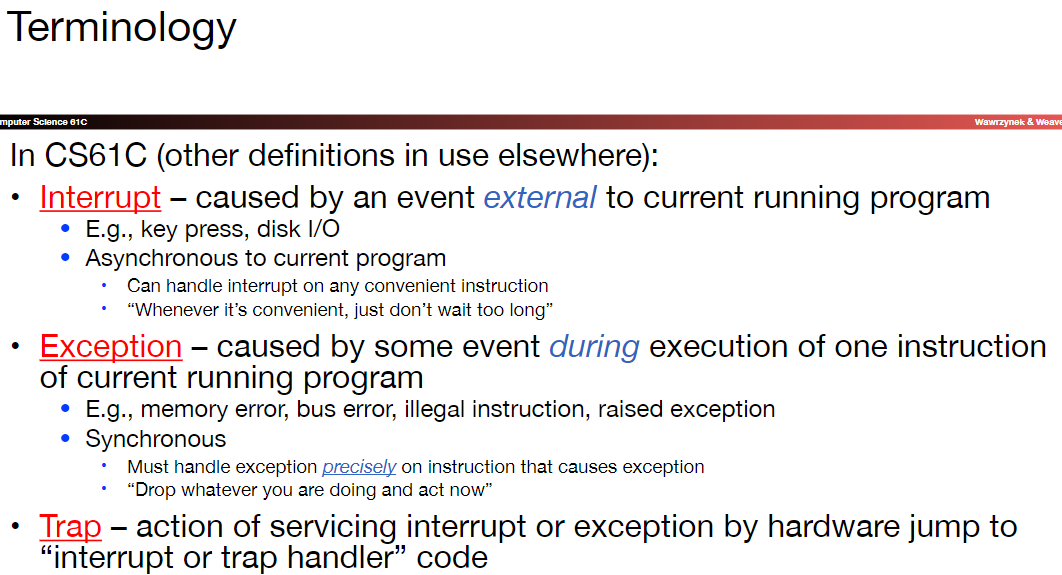 Terminology
mputer Science 61C
Wawrzynek & Weave
In CS61C (other definitions in use elsewhere):
• Interrupt – caused by an event external to current running program
• E.g., key press, disk I/O
• Asynchronous to current program
• Can handle interrupt on any convenient instruction
• “Whenever it’s convenient, just don’t wait too long”
• Exception – caused by some event during execution of one instruction
of current running program
• E.g., memory error, bus error, illegal instruction, raised exception
• Synchronous
• Must handle exception precisely on instruction that causes exception
• “Drop whatever you are doing and act now”
• Trap – action of servicing interrupt or exception by hardware jump to
“interrupt or trap handler” code